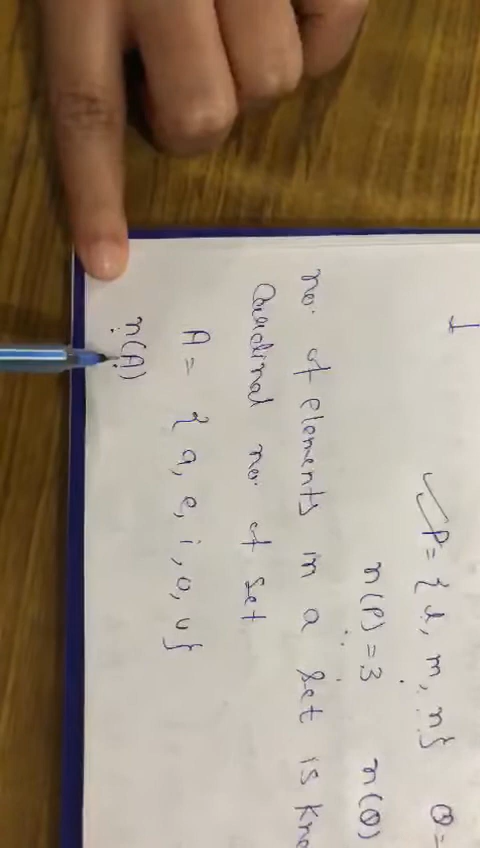 P = {l, m, n} Q =
n(P) = 3 n(Q)
no. of elements in a set is kno
Cardinal no. of set
A = {a, e, i, o, u}
n(A)